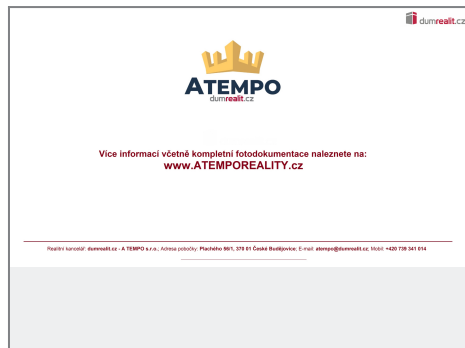 dumrealit.cz
ATEMPO
dumrealit.cz
Více informací včetně kompletní fotodokumentace naleznete na:
www.ATEMPOREALITY.cz
Realitní kancelář: dumrealit.cz - A TEMPO s.r.o.; Adresa pobočky: Plachého 56/1, 370 01 České Budějovice; E-mail: atempo@dumrealit.cz; Mobil: +420 739 341 014